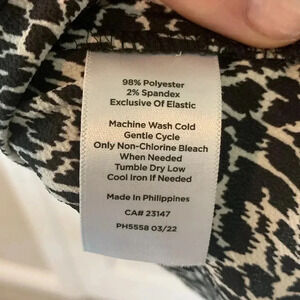 98% Polyester
2% Spandex
Exclusive Of Elastic
Machine Wash Cold
Gentle Cycle
Only Non-Chlorine Bleach
When Needed
Tumble Dry Low
Cool Iron If Needed
Made In Philippines
CA# 23147
PH5558 03/22